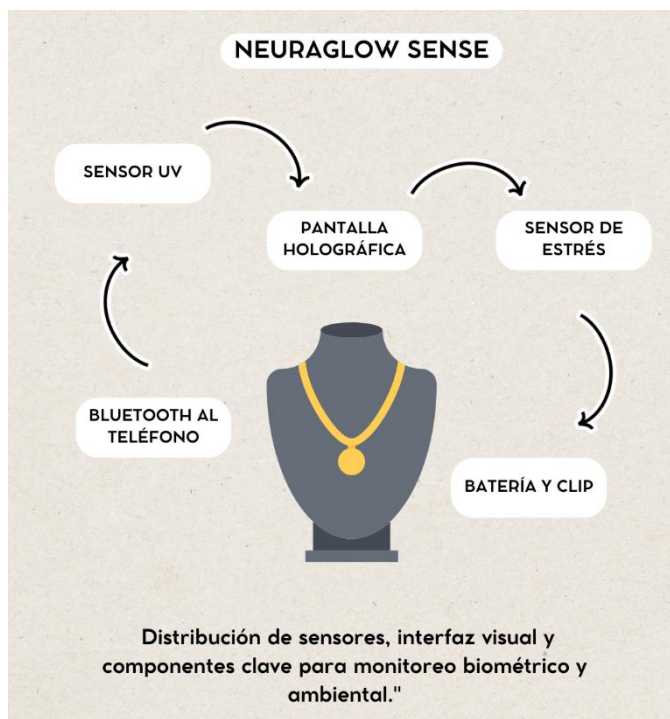 NEURAGLOW SENSE
SENSOR UV
PANTALLA
HOLOGRÁFICA
SENSOR DE
ESTRÉS
BLUETOOTH AL
TELÉFONO
BATERÍA Y CLIP
Distribución de sensores, interfaz visual y
componentes clave para monitoreo biométrico y
ambiental."